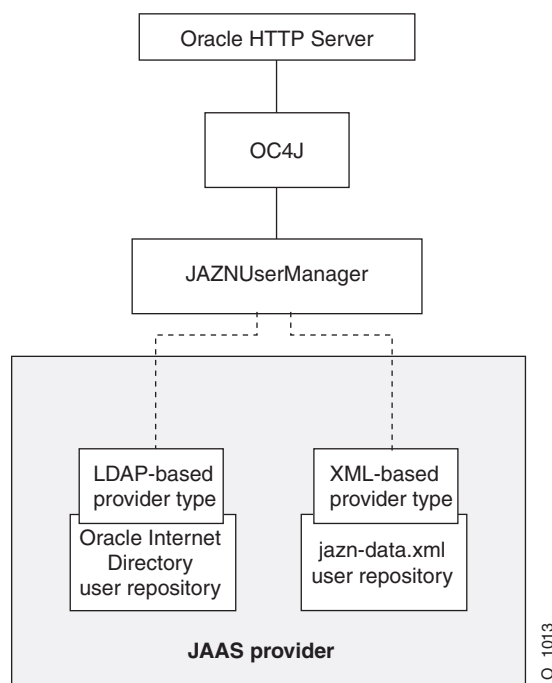 Oracle HTTP Server
OC4J
JAZNUserManager
LDAP-based
provider type
Oracle Internet
Directory
user repository
XML-based
provider type
jazn-data.xml
user repository
JAAS provider
O_1013